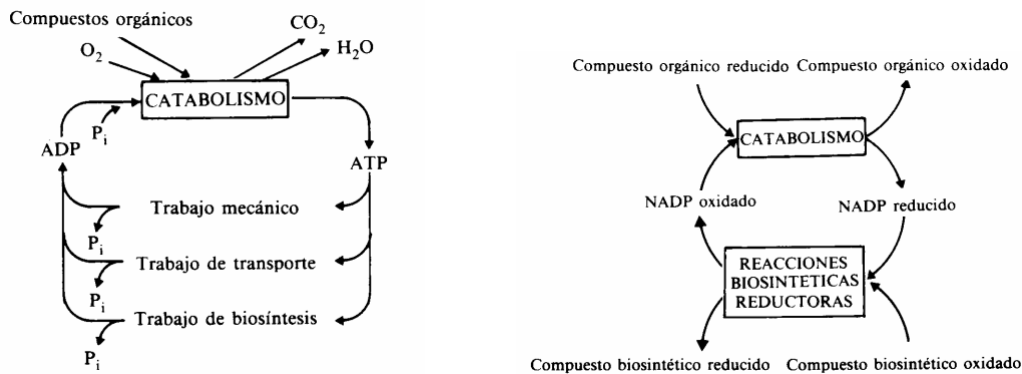 Compuestos orgánicos
O2
CO2
H2O
CATABOLISMO
Pi
ADP
ATP
Trabajo mecánico
Pi
Trabajo de transporte
Pi
Trabajo de biosíntesis
Pi
Compuesto orgánico reducido
Compuesto orgánico oxidado
CATABOLISMO
NADP oxidado
NADP reducido
REACCIONES
BIOSINTETICAS
REDUCTORAS
Compuesto biosintético reducido
Compuesto biosintético oxidado